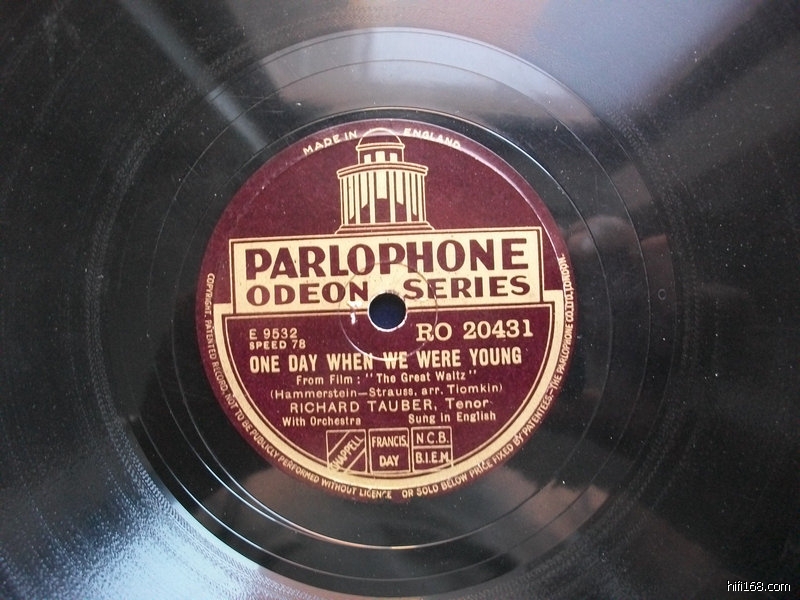 MADE IN ENGLAND
PARLOPHONE
ODEON SERIES
E 9532
SPEED 78
RO 20431
ONE DAY WHEN WE WERE YOUNG
From Film : "The Great Waltz"
(Hammerstein—Strauss, arr. Tiomkin)
RICHARD TAUBER, Tenor
With Orchestra Sung in English
CHAPPELL
FRANCIS, DAY
N.C.B.
B.I.E.M.
COPYRIGHT. PATENTED RECORD, NOT TO BE PUBLICLY PERFORMED WITHOUT LICENCE OR SOLD BELOW PRICE FIXED BY PATENTEES—THE PARLOPHONE CO.LTD.,LONDON.
hifi168.com